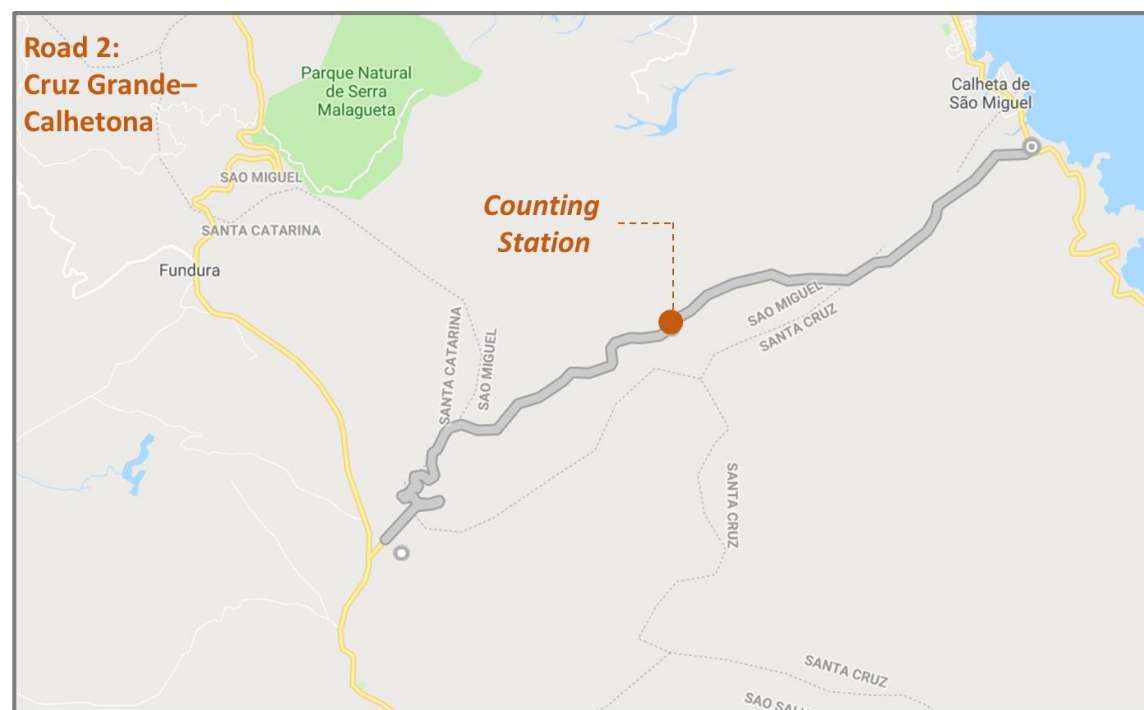 Road 2:
Cruz Grande–
Calhetona
Parque Natural
de Serra
Malagueta
Calheta de
São Miguel
SAO MIGUEL
SANTA CATARINA
Fundura
Counting
Station
SAO MIGUEL
SANTA CRUZ
SANTA CATARINA
SAO MIGUEL
SANTA CRUZ
SANTA CRUZ
SAO